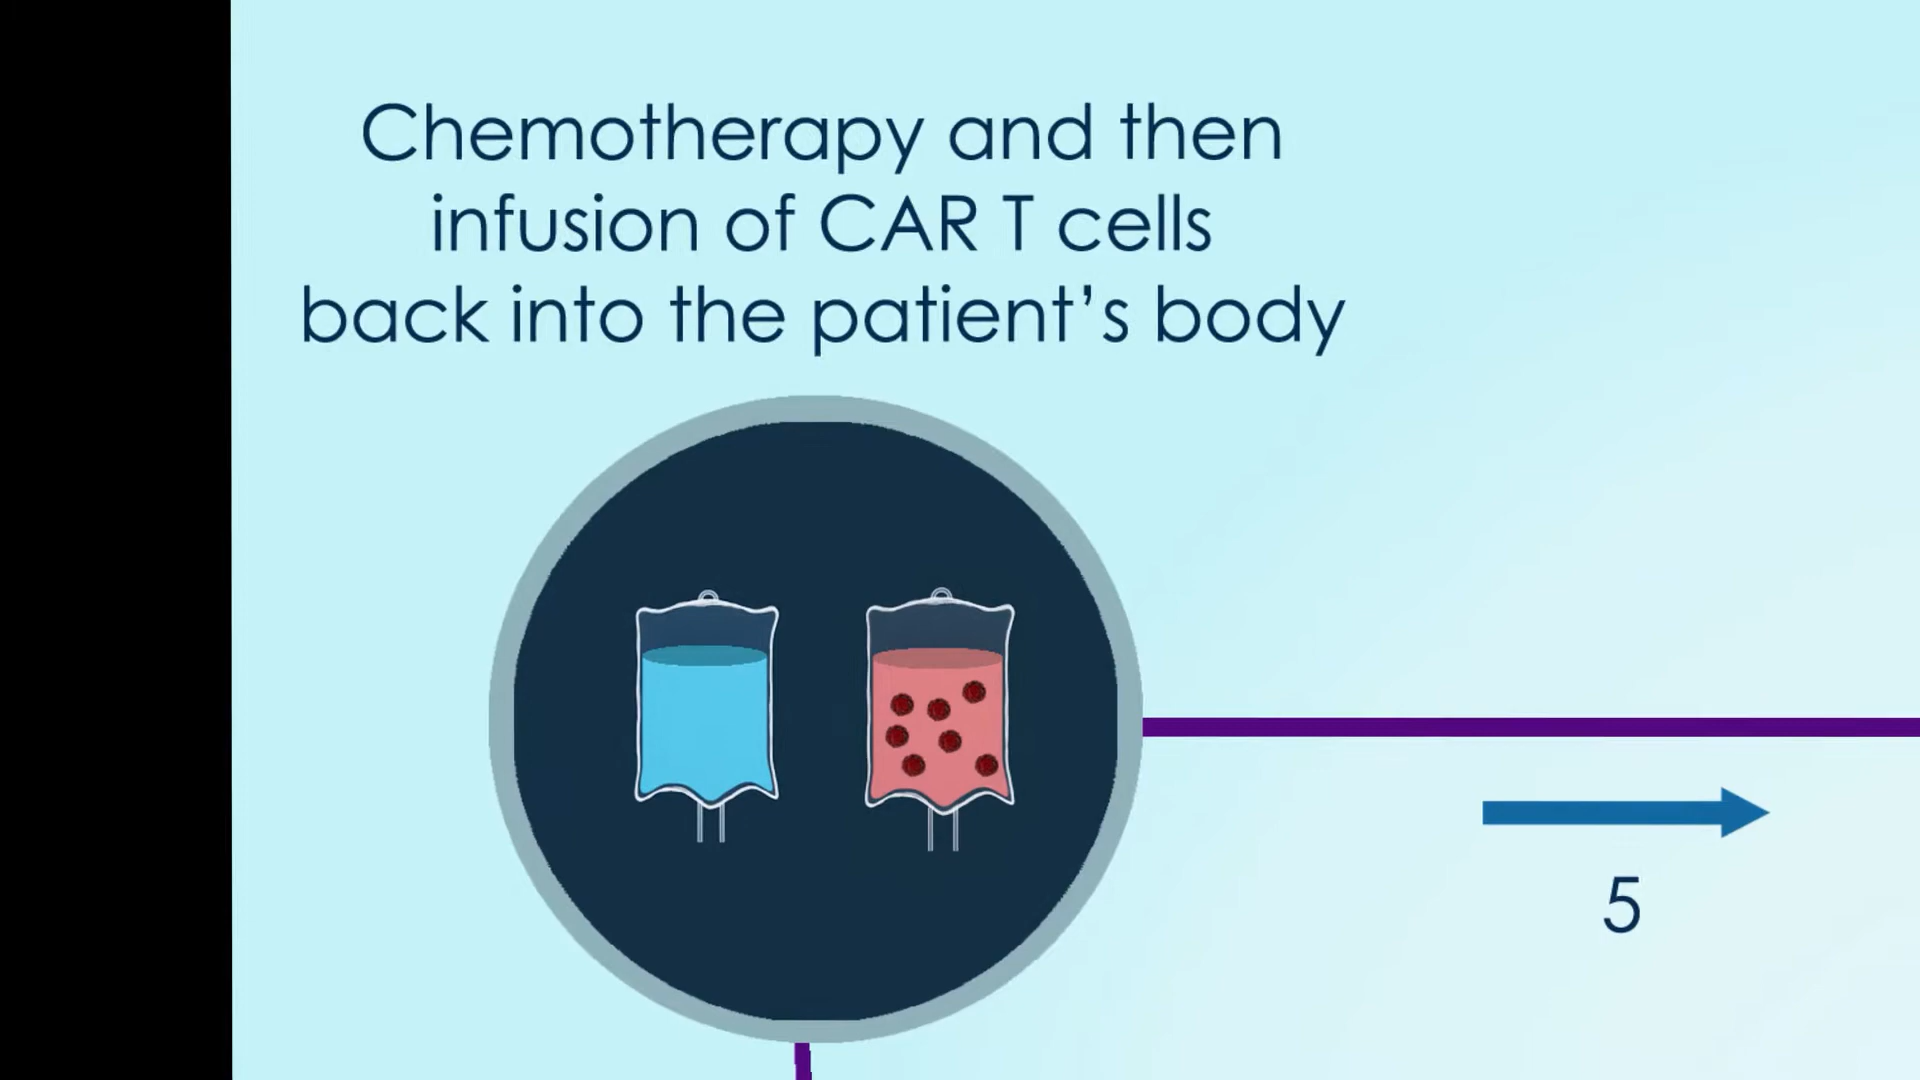 Chemotherapy and then
infusion of CAR T cells
back into the patient’s body
5